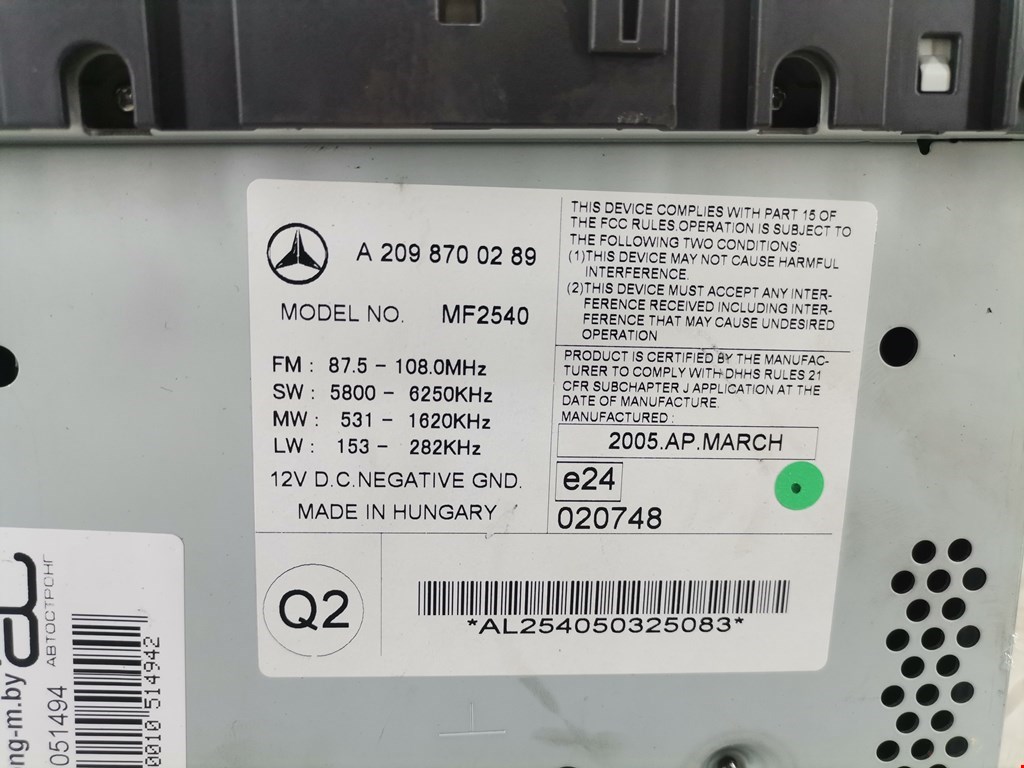 A 209 870 0289
MODEL NO. MF2540
FM : 87.5 - 108.0MHz
SW : 5800 - 6250KHz
MW : 531 - 1620KHz
LW : 153 - 282KHz
12V D.C.NEGATIVE GND.
MADE IN HUNGARY
THIS DEVICE COMPLIES WITH PART 15 OF
THE FCC RULES.OPERATION IS SUBJECT TO
THE FOLLOWING TWO CONDITIONS:
(1)THIS DEVICE MAY NOT CAUSE HARMFUL
INTERFERENCE.
(2)THIS DEVICE MUST ACCEPT ANY INTER-
FERENCE RECEIVED INCLUDING INTER-
FERENCE THAT MAY CAUSE UNDESIRED
OPERATION
PRODUCT IS CERTIFIED BY THE MANUFAC-
TURER TO COMPLY WITH DHHS RULES 21
CFR SUBCHAPTER J APPLICATION AT THE
DATE OF MANUFACTURE.
MANUFACTURED :
2005.AP.MARCH
e24
020748
Q2
*AL254050325083*
АВТОСТРОНГ
ong-m.by
051494
0010 514942